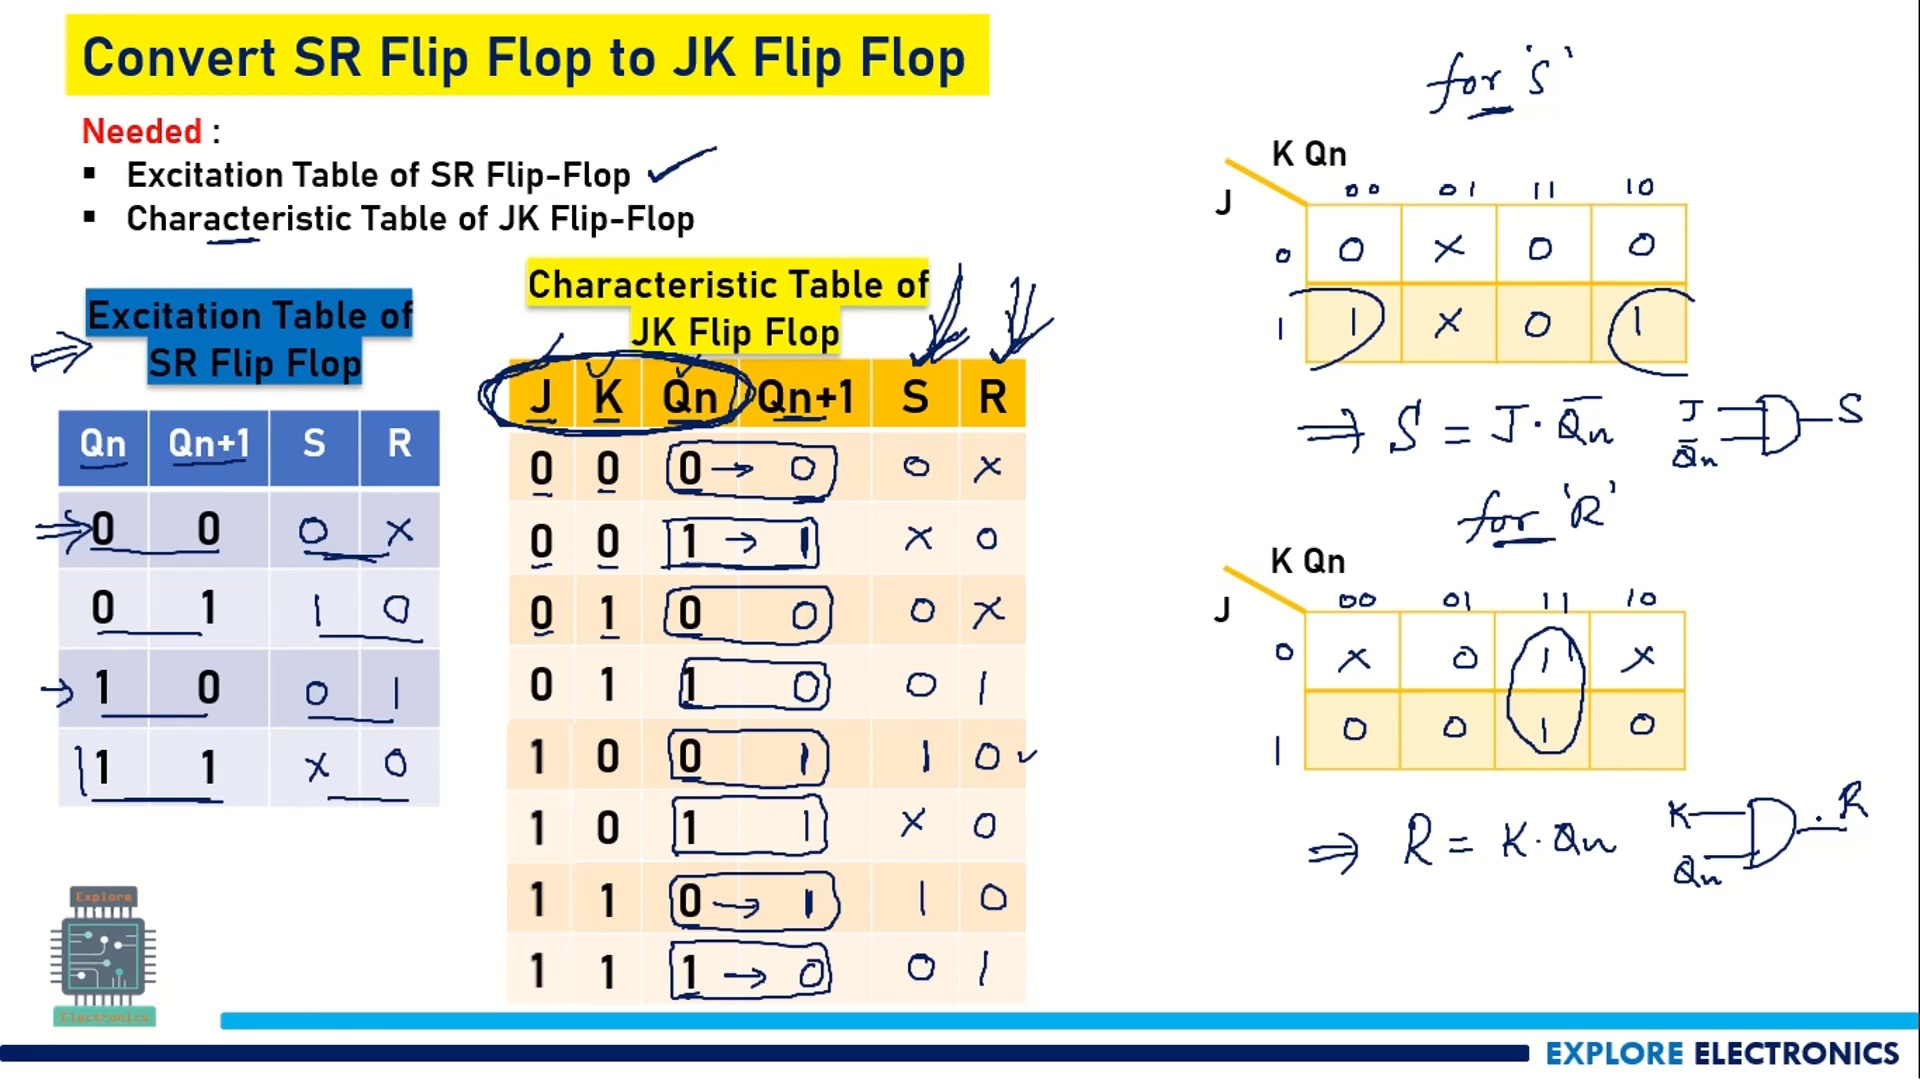 Convert SR Flip Flop to JK Flip Flop
Needed :
▪ Excitation Table of SR Flip-Flop
▪ Characteristic Table of JK Flip-Flop
Excitation Table of
SR Flip Flop
Qn Qn+1 S R
0 0 0 x
0 1 1 0
1 0 0 1
1 1 x 0
Characteristic Table of
JK Flip Flop
J K Qn Qn+1 S R
0 0 0 → 0 0 x
0 0 1 → 1 x 0
0 1 0 0 0 x
0 1 1 0 0 1
1 0 0 1 1 0
1 0 1 1 x 0
1 1 0 → 1 1 0
1 1 1 → 0 0 1
for 'S'
K Qn
J
00 01 11 10
0 0 x 0 0
1 1 x 0 1
⇒ S = J · Q̅n
J
Q̅n
S
for 'R'
K Qn
J
00 01 11 10
0 x 0 1 x
1 0 0 1 0
⇒ R = K · Qn
K
Qn
R
Explore
Electronics
EXPLORE ELECTRONICS